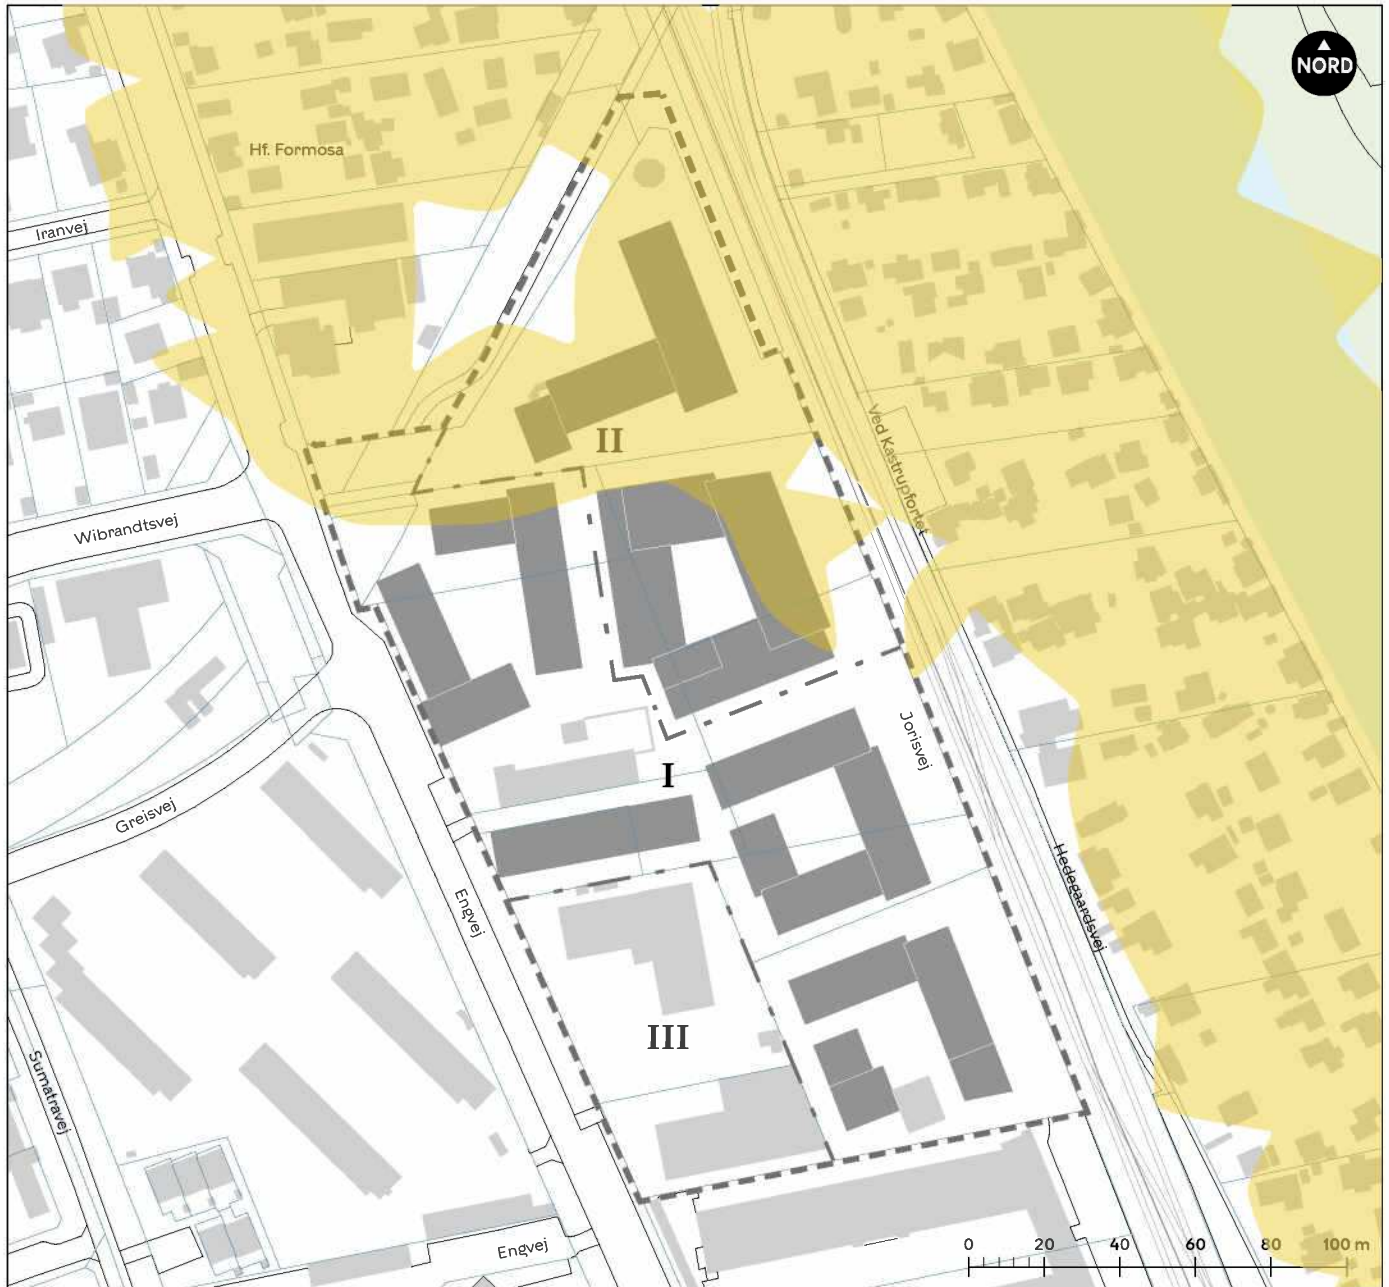 NORD
Hf. Formosa
Iranvej
Ved Kastrupfortet
II
Wibrandtsvej
Jorisvej
I
Greisvej
Hedegaardsvej
Engvej
III
Sumatravej
Engvej
0 20 40 60 80 100 m